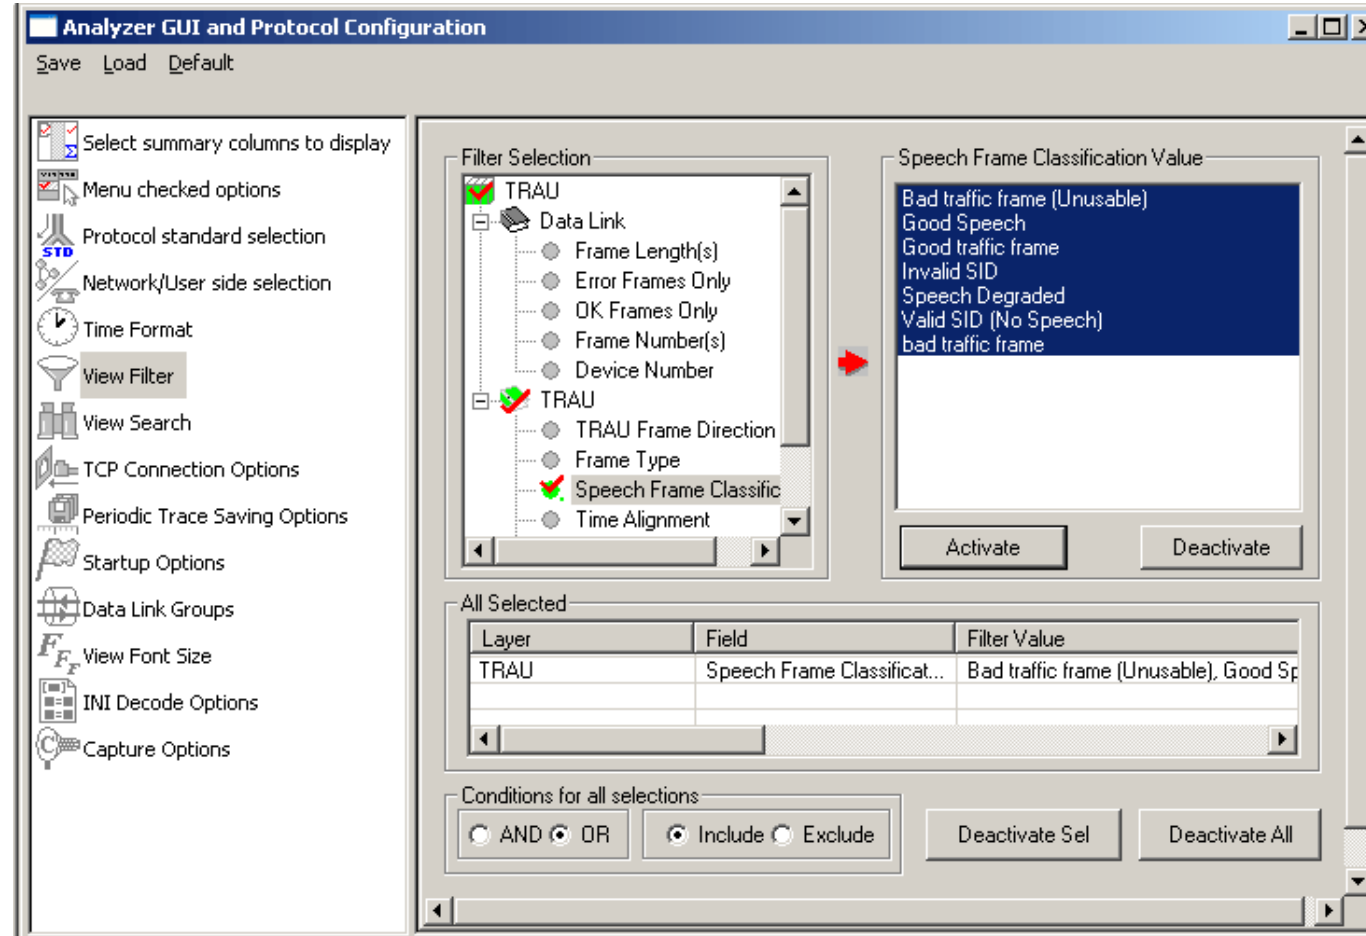 Analyzer GUI and Protocol Configuration
Save Load Default
Select summary columns to display
Menu checked options
Protocol standard selection
STD
Network/User side selection
Time Format
View Filter
View Search
TCP Connection Options
Periodic Trace Saving Options
Startup Options
Data Link Groups
View Font Size
INI Decode Options
Capture Options
Filter Selection
TRAU
Data Link
Frame Length(s)
Error Frames Only
OK Frames Only
Frame Number(s)
Device Number
TRAU
TRAU Frame Direction
Frame Type
Speech Frame Classific
Time Alignment
Speech Frame Classification Value
Bad traffic frame (Unusable)
Good Speech
Good traffic frame
Invalid SID
Speech Degraded
Valid SID (No Speech)
bad traffic frame
Activate Deactivate
All Selected
Layer Field Filter Value
TRAU Speech Frame Classificat... Bad traffic frame (Unusable), Good Sp
Conditions for all selections
AND OR Include Exclude
Deactivate Sel Deactivate All